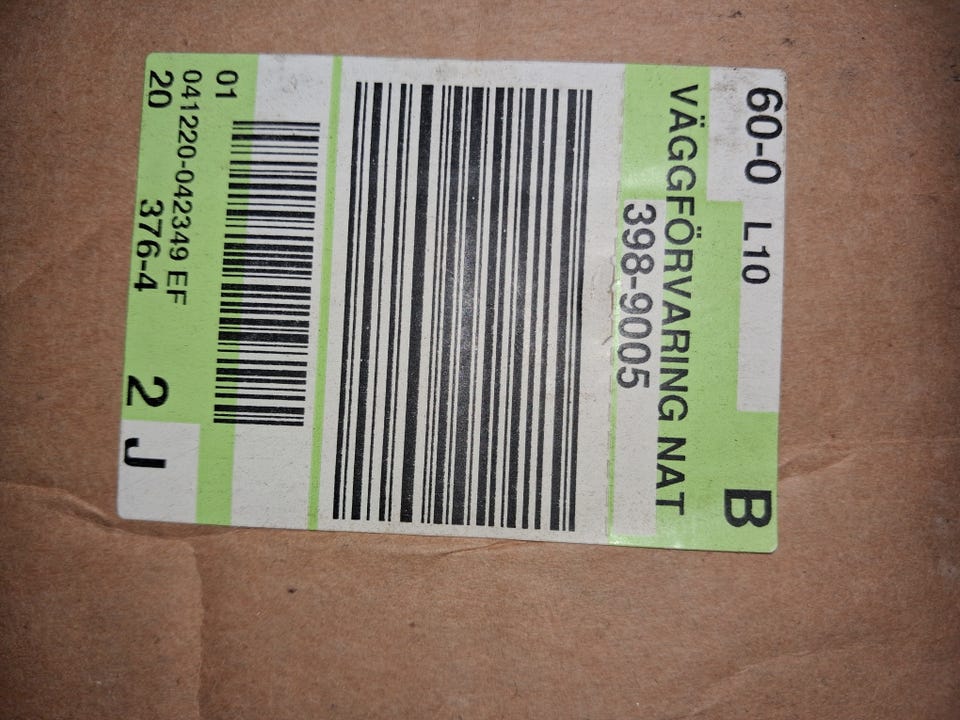 60-0 L10
B
VÄGGFÖRVARING NAT
398-9005
01
041220-042349 EF
20 376-4 2 J